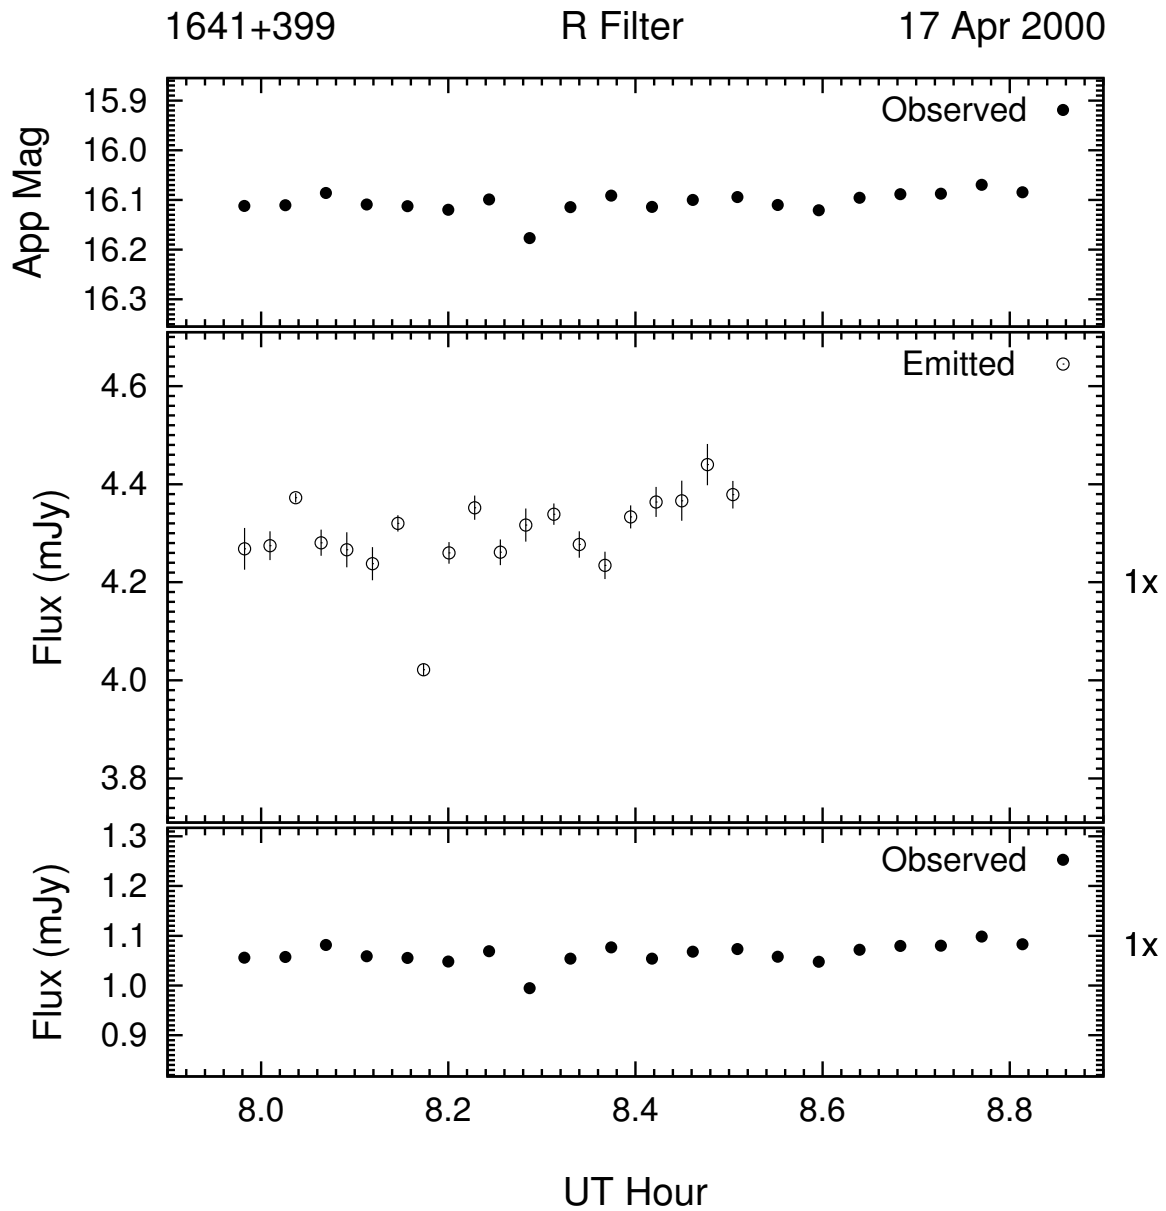 1641+399 R Filter 17 Apr 2000
Observed
15.9
16.0
16.1
16.2
16.3
App Mag
Emitted
4.6
4.4
4.2
4.0
3.8
Flux (mJy)
1x
Observed
1.3
1.2
1.1
1.0
0.9
Flux (mJy)
1x
8.0 8.2 8.4 8.6 8.8
UT Hour